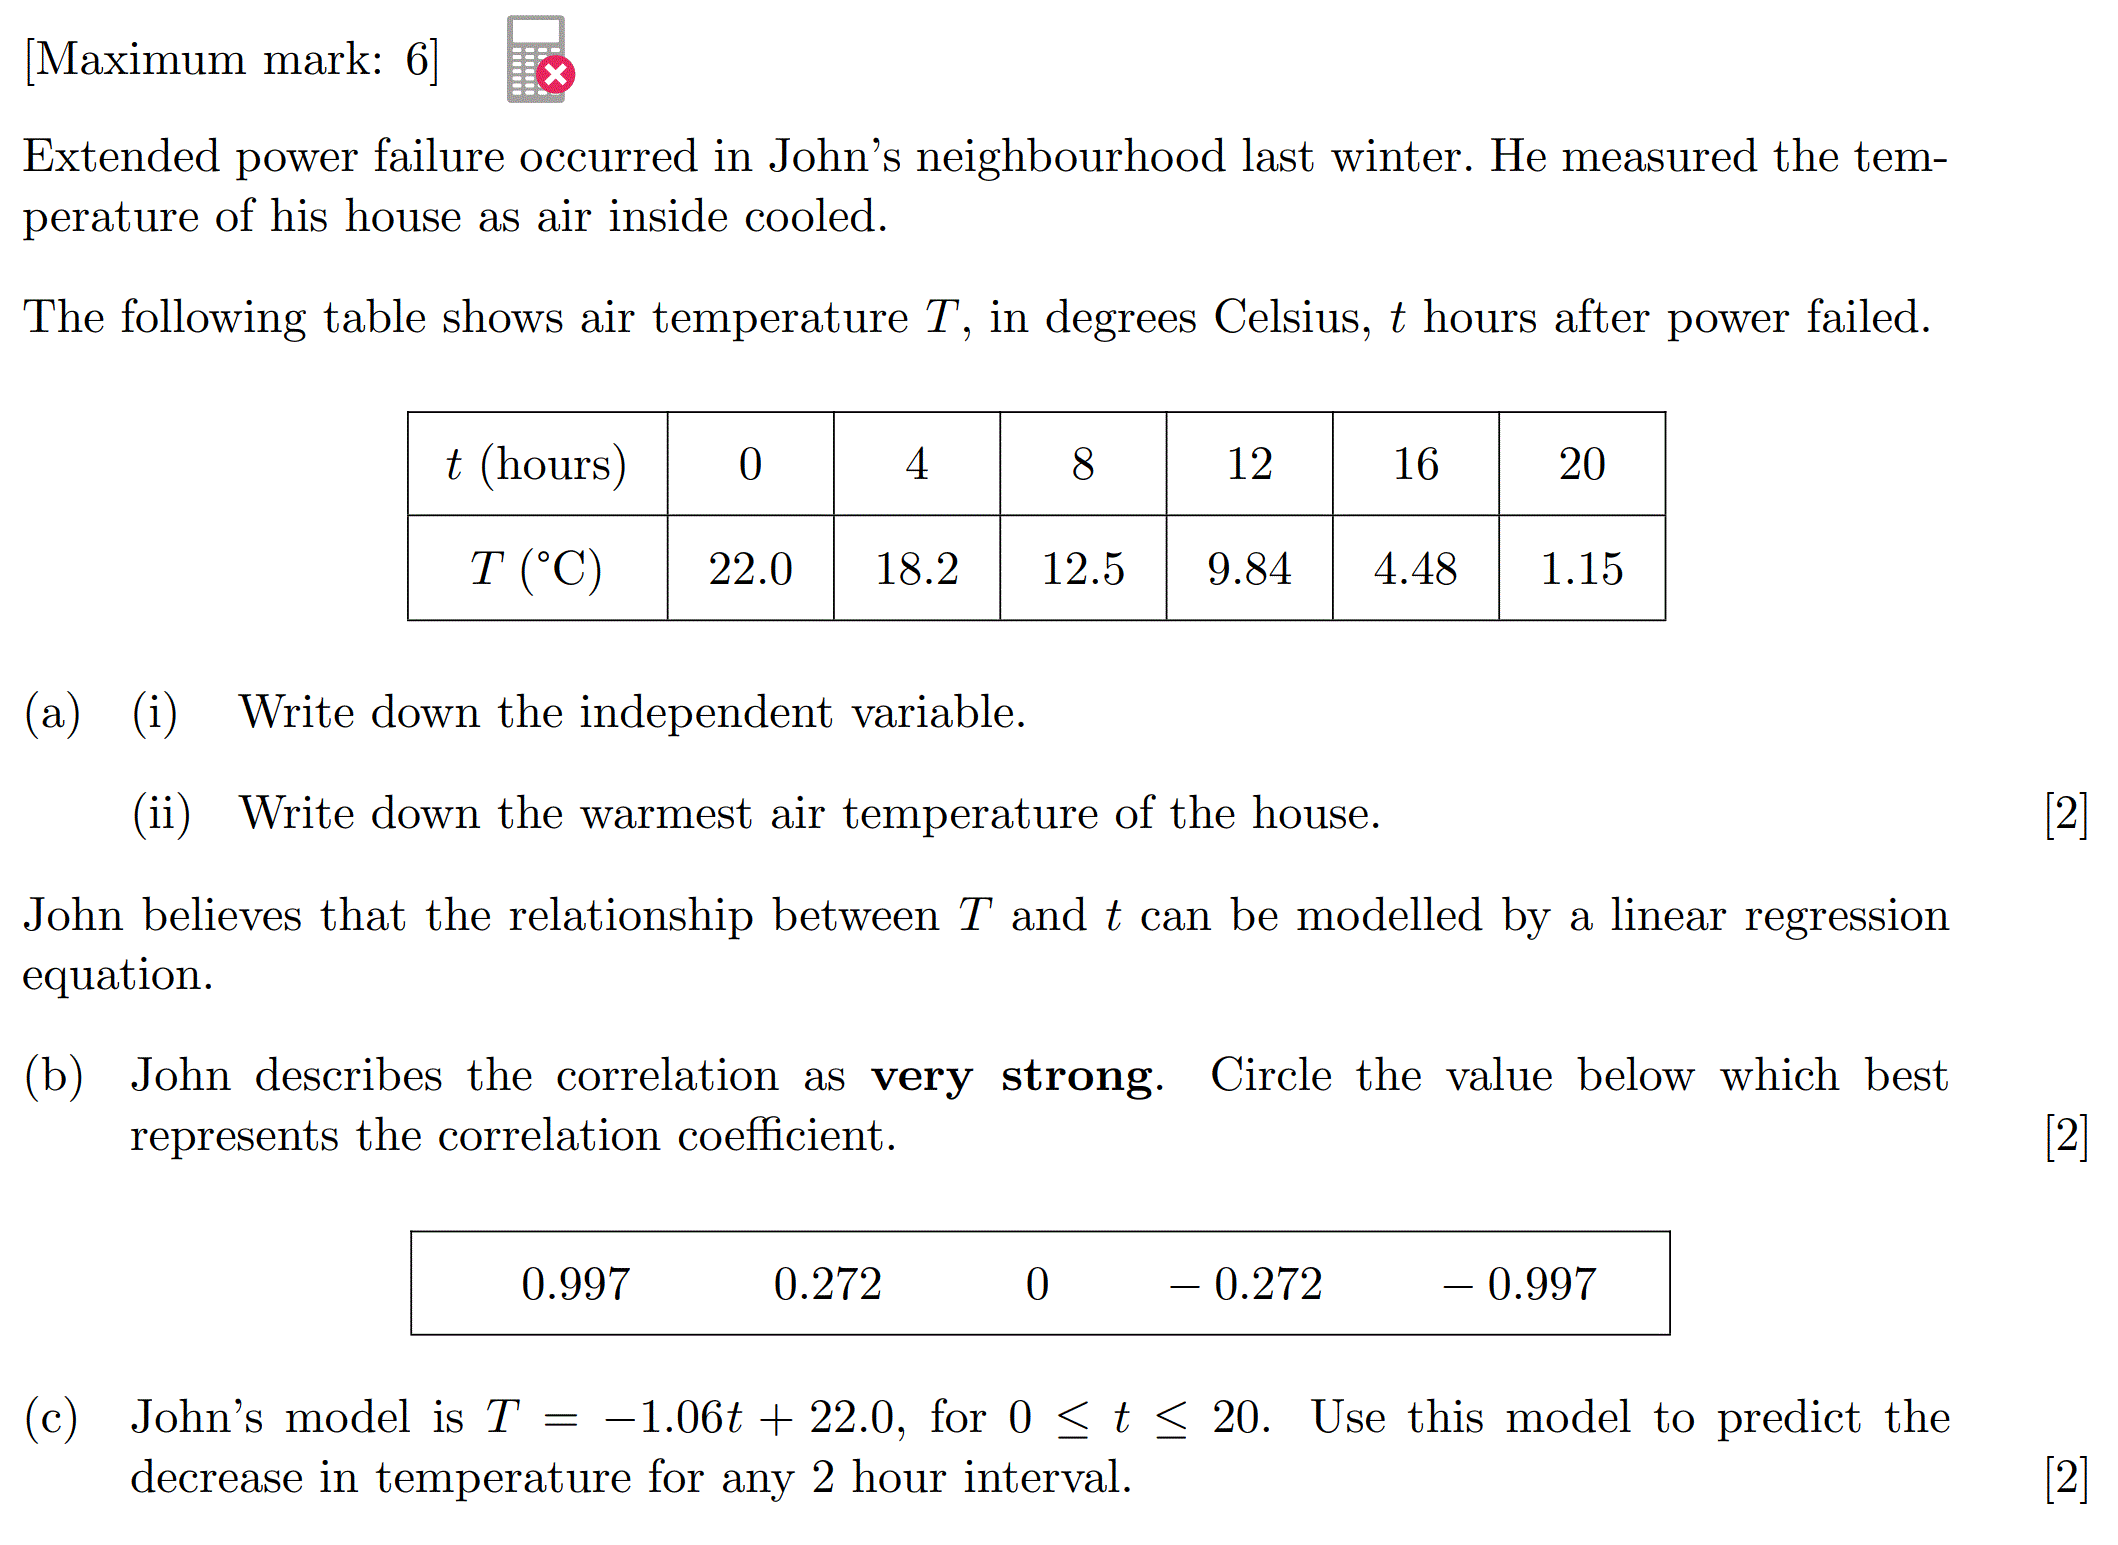 [Maximum mark: 6]
Extended power failure occurred in John's neighbourhood last winter. He measured the tem-
perature of his house as air inside cooled.
The following table shows air temperature T, in degrees Celsius, t hours after power failed.
t (hours) 0 4 8 12 16 20
T (°C) 22.0 18.2 12.5 9.84 4.48 1.15
(a) (i) Write down the independent variable.
(ii) Write down the warmest air temperature of the house. [2]
John believes that the relationship between T and t can be modelled by a linear regression
equation.
(b) John describes the correlation as very strong. Circle the value below which best
represents the correlation coefficient. [2]
0.997 0.272 0 − 0.272 − 0.997
(c) John's model is T = −1.06t + 22.0, for 0 ≤ t ≤ 20. Use this model to predict the
decrease in temperature for any 2 hour interval. [2]